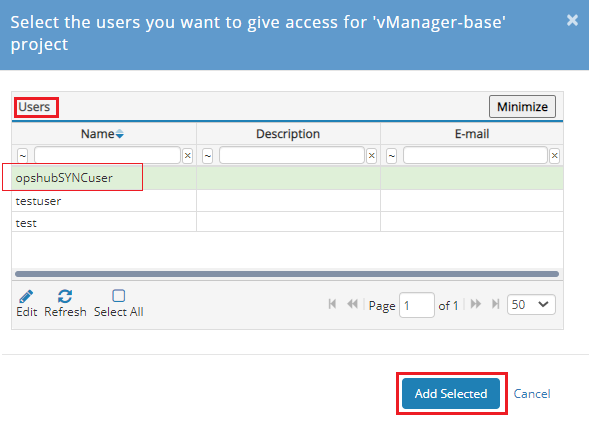 Select the users you want to give access for 'vManager-base'
project
×
Users
Minimize
Name Description E-mail
~ × ~ × ~ ×
opshubSYNCuser
testuser
test
Edit Refresh Select All Page 1 of 1 50
Add Selected Cancel